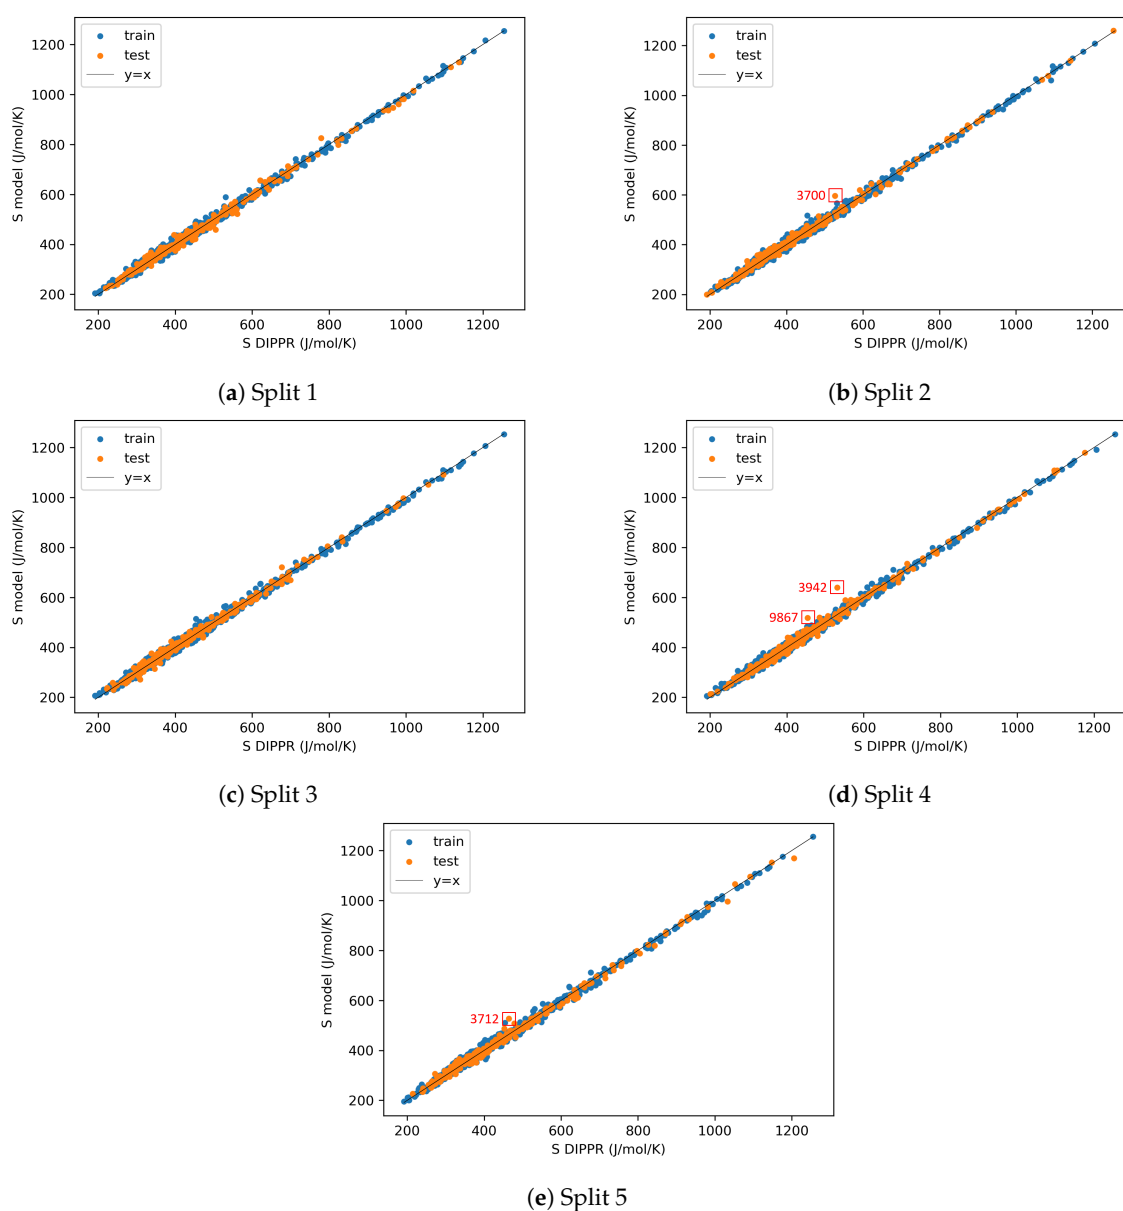 train
test
y=x
S model (J/mol/K)
1200
1000
800
600
400
200
200 400 600 800 1000 1200
S DIPPR (J/mol/K)
(a) Split 1
train
test
y=x
S model (J/mol/K)
1200
1000
800
600
400
200
3700
200 400 600 800 1000 1200
S DIPPR (J/mol/K)
(b) Split 2
train
test
y=x
S model (J/mol/K)
1200
1000
800
600
400
200
200 400 600 800 1000 1200
S DIPPR (J/mol/K)
(c) Split 3
train
test
y=x
S model (J/mol/K)
1200
1000
800
600
400
200
3942
9867
200 400 600 800 1000 1200
S DIPPR (J/mol/K)
(d) Split 4
train
test
y=x
S model (J/mol/K)
1200
1000
800
600
400
200
3712
200 400 600 800 1000 1200
S DIPPR (J/mol/K)
(e) Split 5